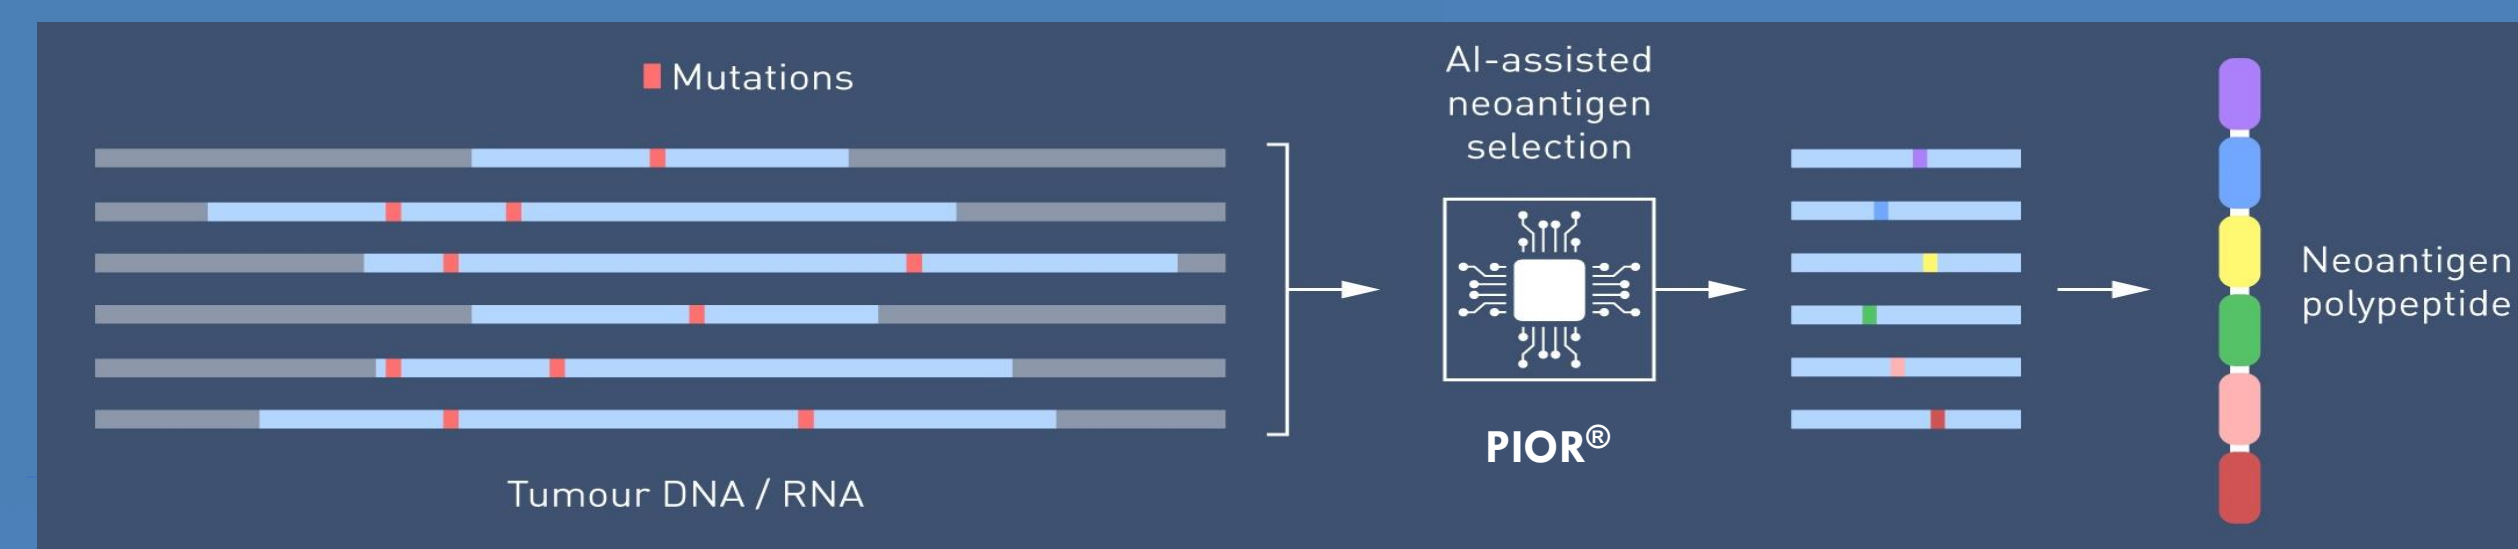 Mutations
Tumour DNA / RNA
AI-assisted
neoantigen
selection
PIOR®
Neoantigen
polypeptide